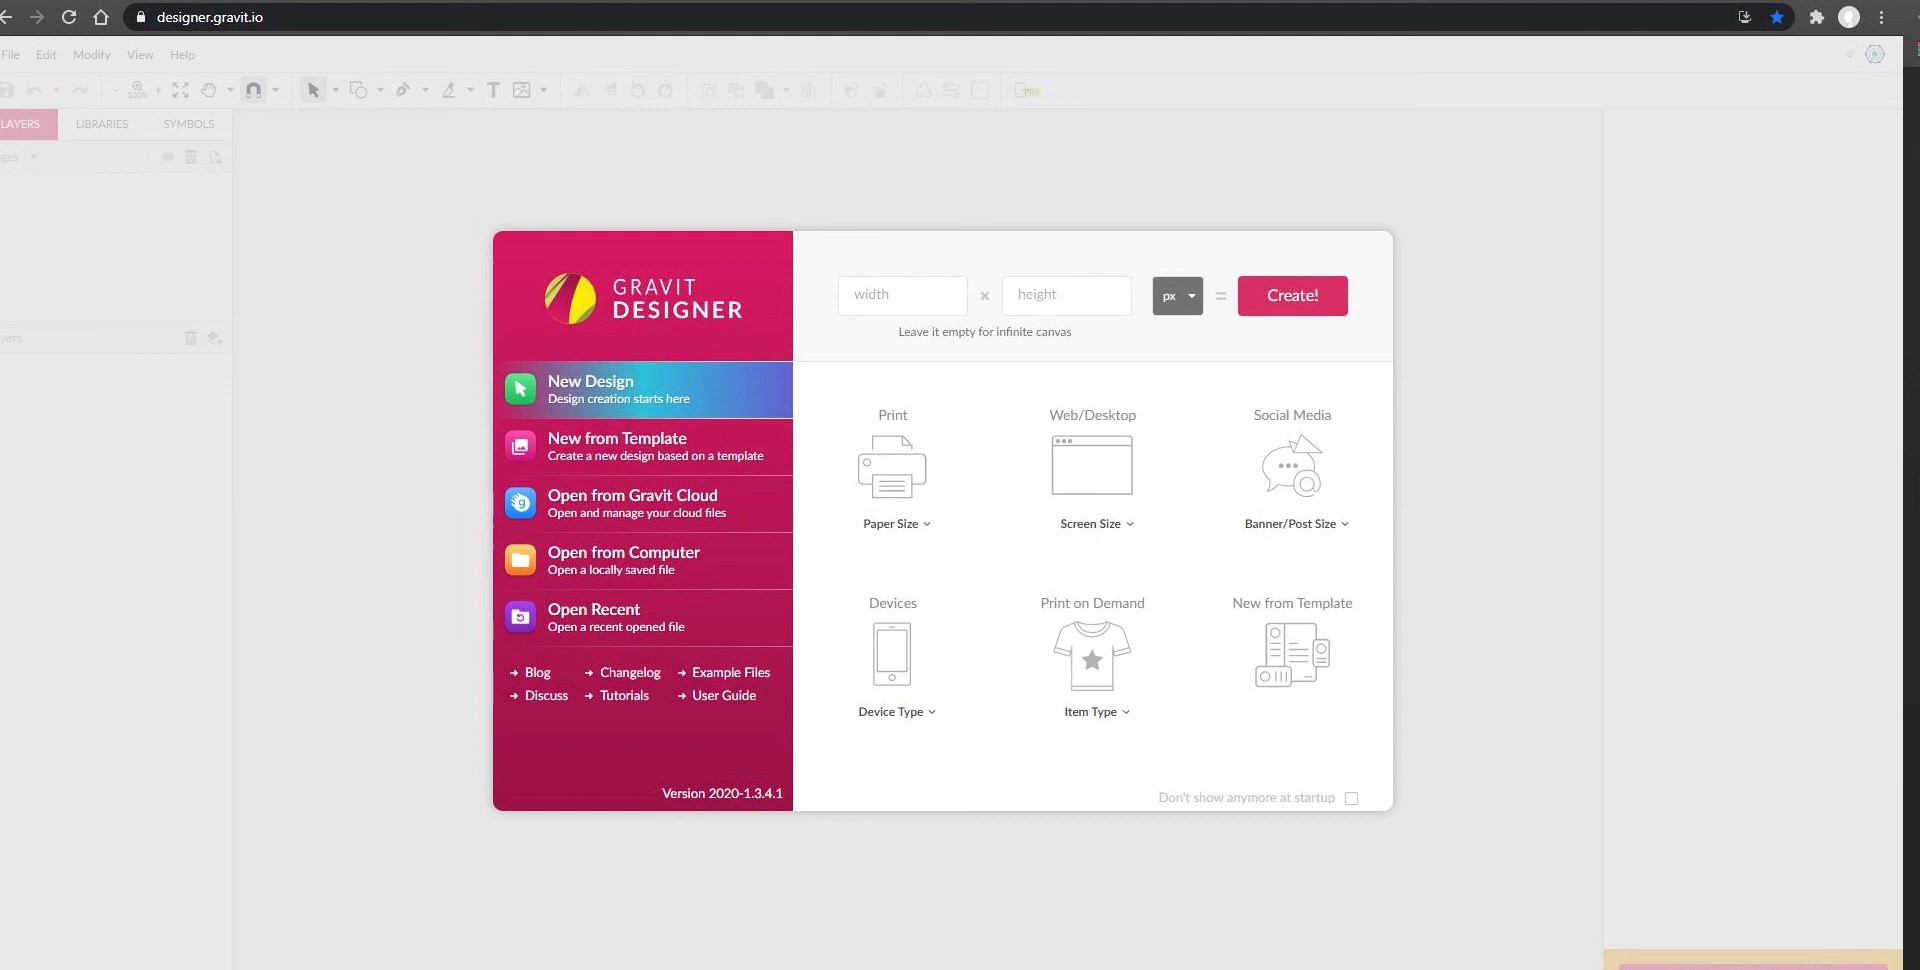 designer.gravit.io
File Edit Modify View Help
100%
PRO
LAYERS LIBRARIES SYMBOLS
GRAVIT
DESIGNER
width × height px = Create!
Leave it empty for infinite canvas
New Design
Design creation starts here
New from Template
Create a new design based on a template
Open from Gravit Cloud
Open and manage your cloud files
Open from Computer
Open a locally saved file
Open Recent
Open a recent opened file
Blog Changelog Example Files
Discuss Tutorials User Guide
Version 2020-1.3.4.1
Print Web/Desktop Social Media
Paper Size Screen Size Banner/Post Size
Devices Print on Demand New from Template
Device Type Item Type
Don't show anymore at startup